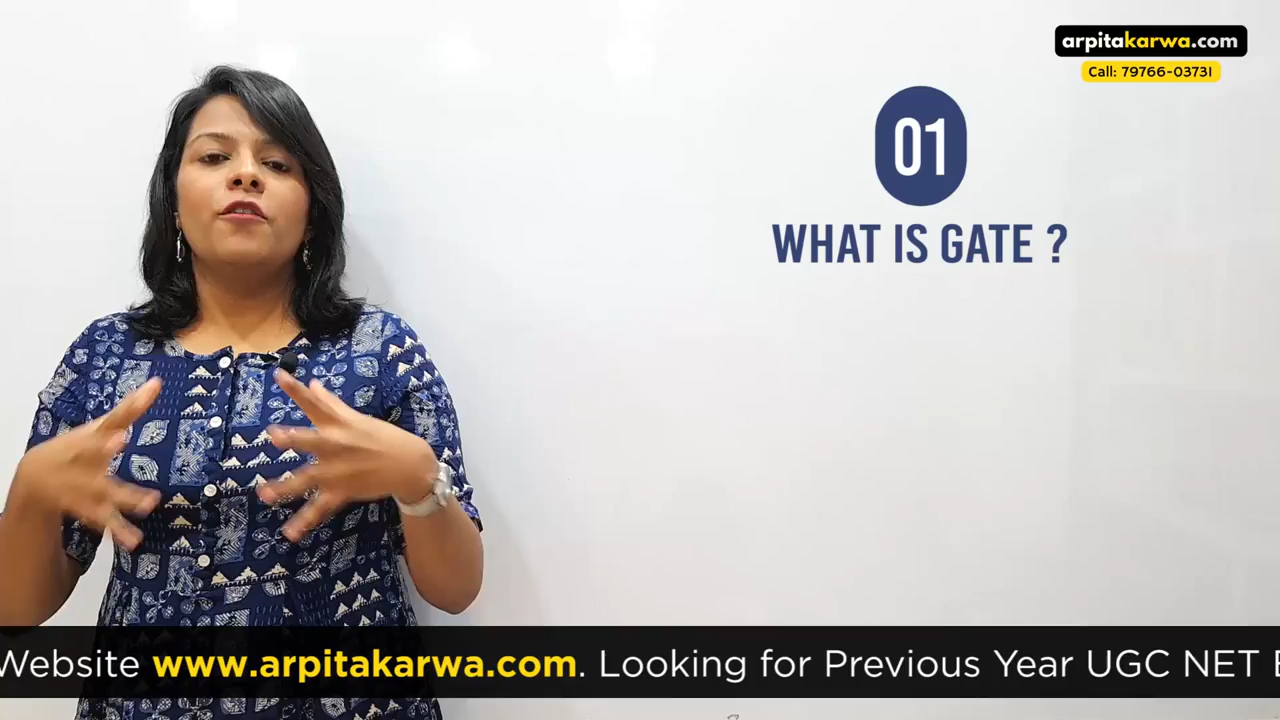 arpitakarwa.com
Call: 79766-03731
01
WHAT IS GATE ?
Website www.arpitakarwa.com. Looking for Previous Year UGC NET